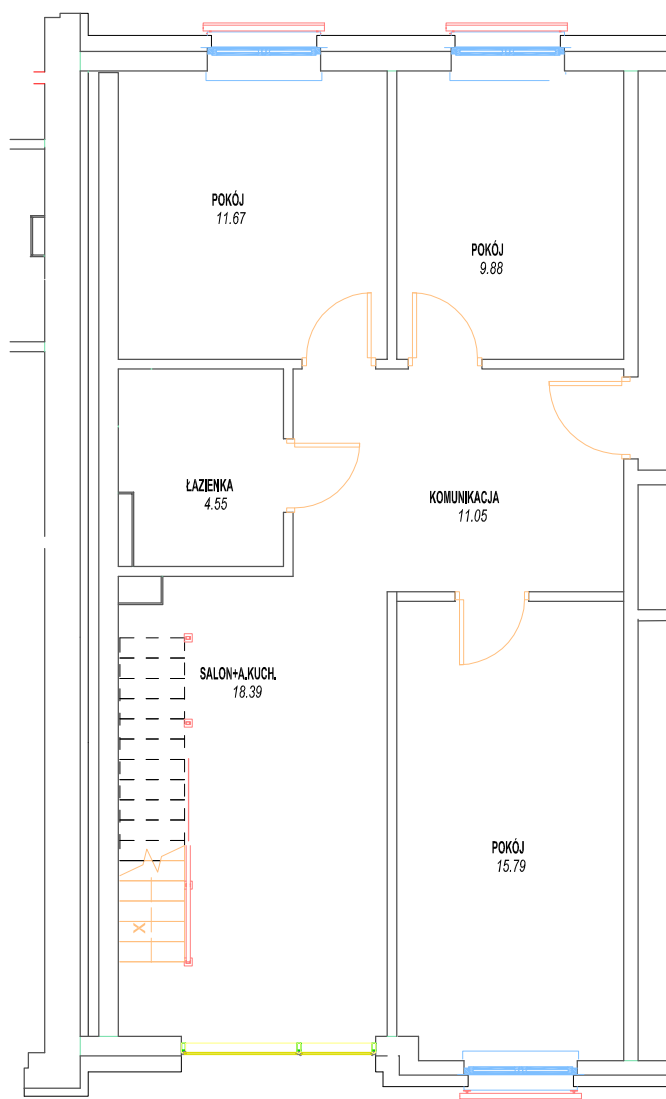 POKÓJ
11.67
POKÓJ
9.88
ŁAZIENKA
4.55
KOMUNIKACJA
11.05
SALON+A.KUCH.
18.39
POKÓJ
15.79
X